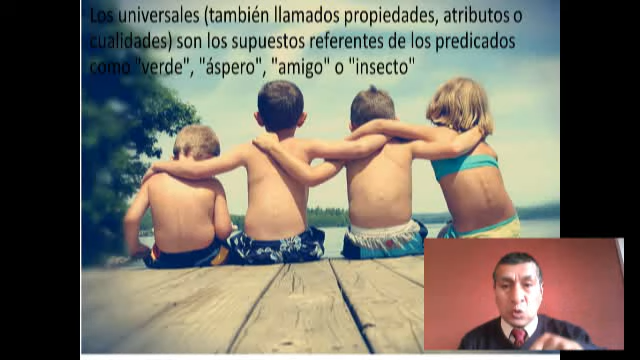 Los universales (también llamados propiedades, atributos o
cualidades) son los supuestos referentes de los predicados
como "verde", "áspero", "amigo" o "insecto"